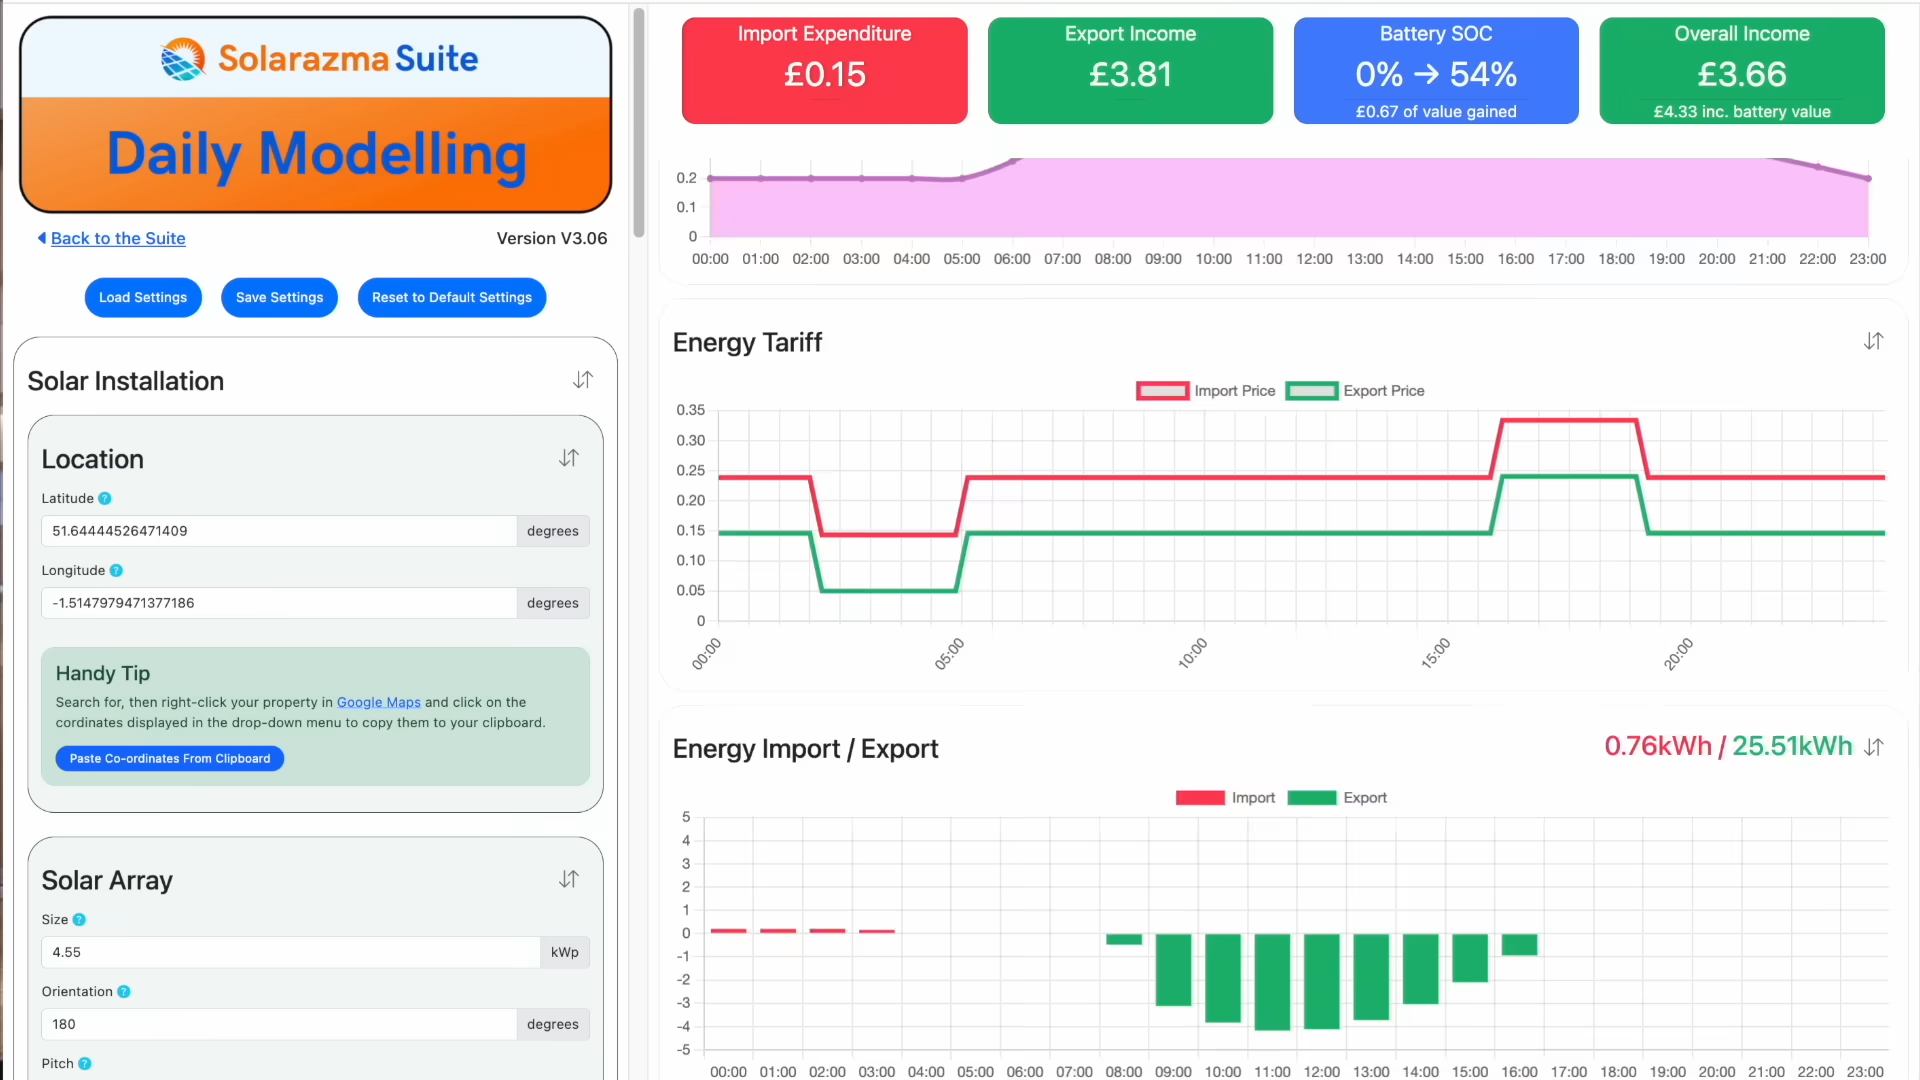 Solarazma Suite
Daily Modelling
Back to the Suite
Version V3.06
Load Settings
Save Settings
Reset to Default Settings
Solar Installation
Location
Latitude ?
51.64444526471409 degrees
Longitude ?
-1.5147979471377186 degrees
Handy Tip
Search for, then right-click your property in Google Maps and click on the
cordinates displayed in the drop-down menu to copy them to your clipboard.
Paste Co-ordinates From Clipboard
Solar Array
Size ?
4.55 kWp
Orientation ?
180 degrees
Pitch ?
Import Expenditure
£0.15
Export Income
£3.81
Battery SOC
0% → 54%
£0.67 of value gained
Overall Income
£3.66
£4.33 inc. battery value
0.2
0.1
0
00:00 01:00 02:00 03:00 04:00 05:00 06:00 07:00 08:00 09:00 10:00 11:00 12:00 13:00 14:00 15:00 16:00 17:00 18:00 19:00 20:00 21:00 22:00 23:00
Energy Tariff
Import Price Export Price
0.35
0.30
0.25
0.20
0.15
0.10
0.05
0
00:00 05:00 10:00 15:00 20:00
Energy Import / Export
0.76kWh / 25.51kWh
Import Export
5
4
3
2
1
0
-1
-2
-3
-4
-5
00:00 01:00 02:00 03:00 04:00 05:00 06:00 07:00 08:00 09:00 10:00 11:00 12:00 13:00 14:00 15:00 16:00 17:00 18:00 19:00 20:00 21:00 22:00 23:00